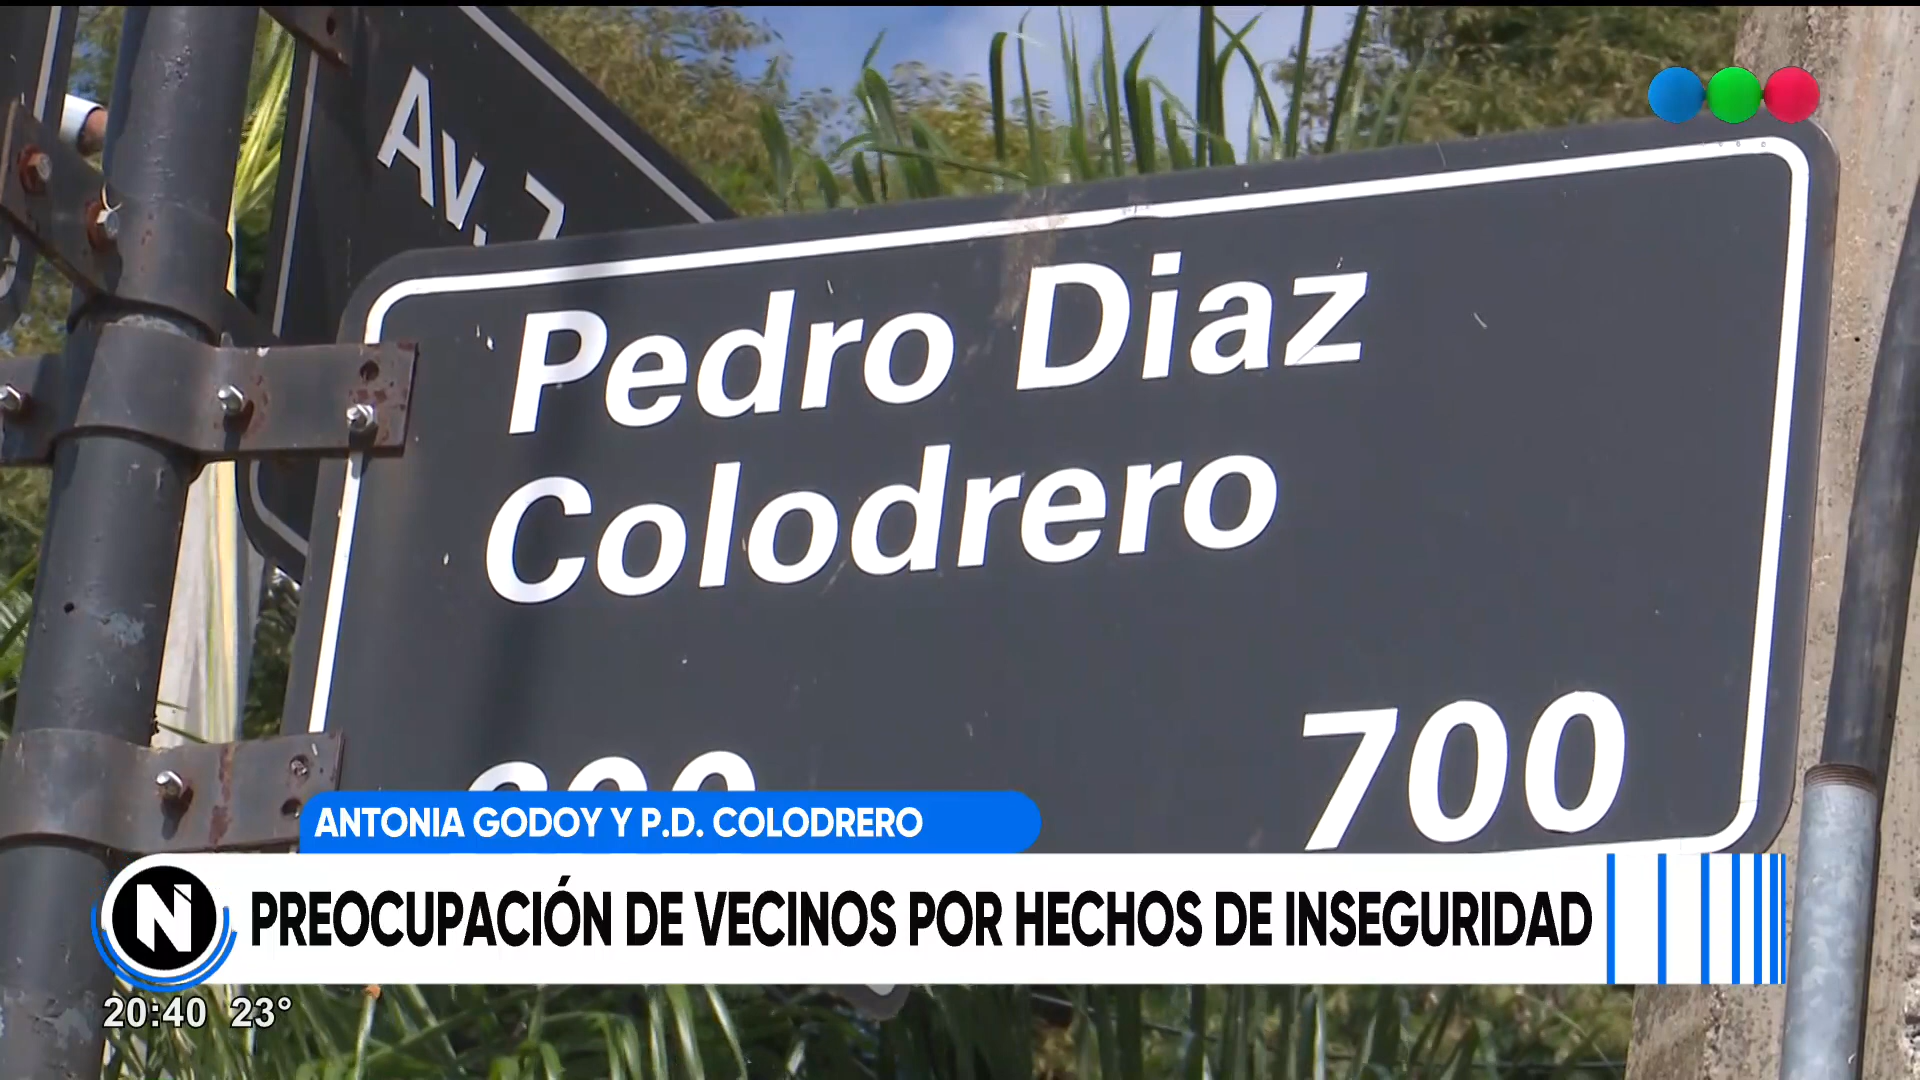 Av.
Pedro Diaz
Colodrero
700
ANTONIA GODOY Y P.D. COLODRERO
N
PREOCUPACIÓN DE VECINOS POR HECHOS DE INSEGURIDAD
20:40 23°